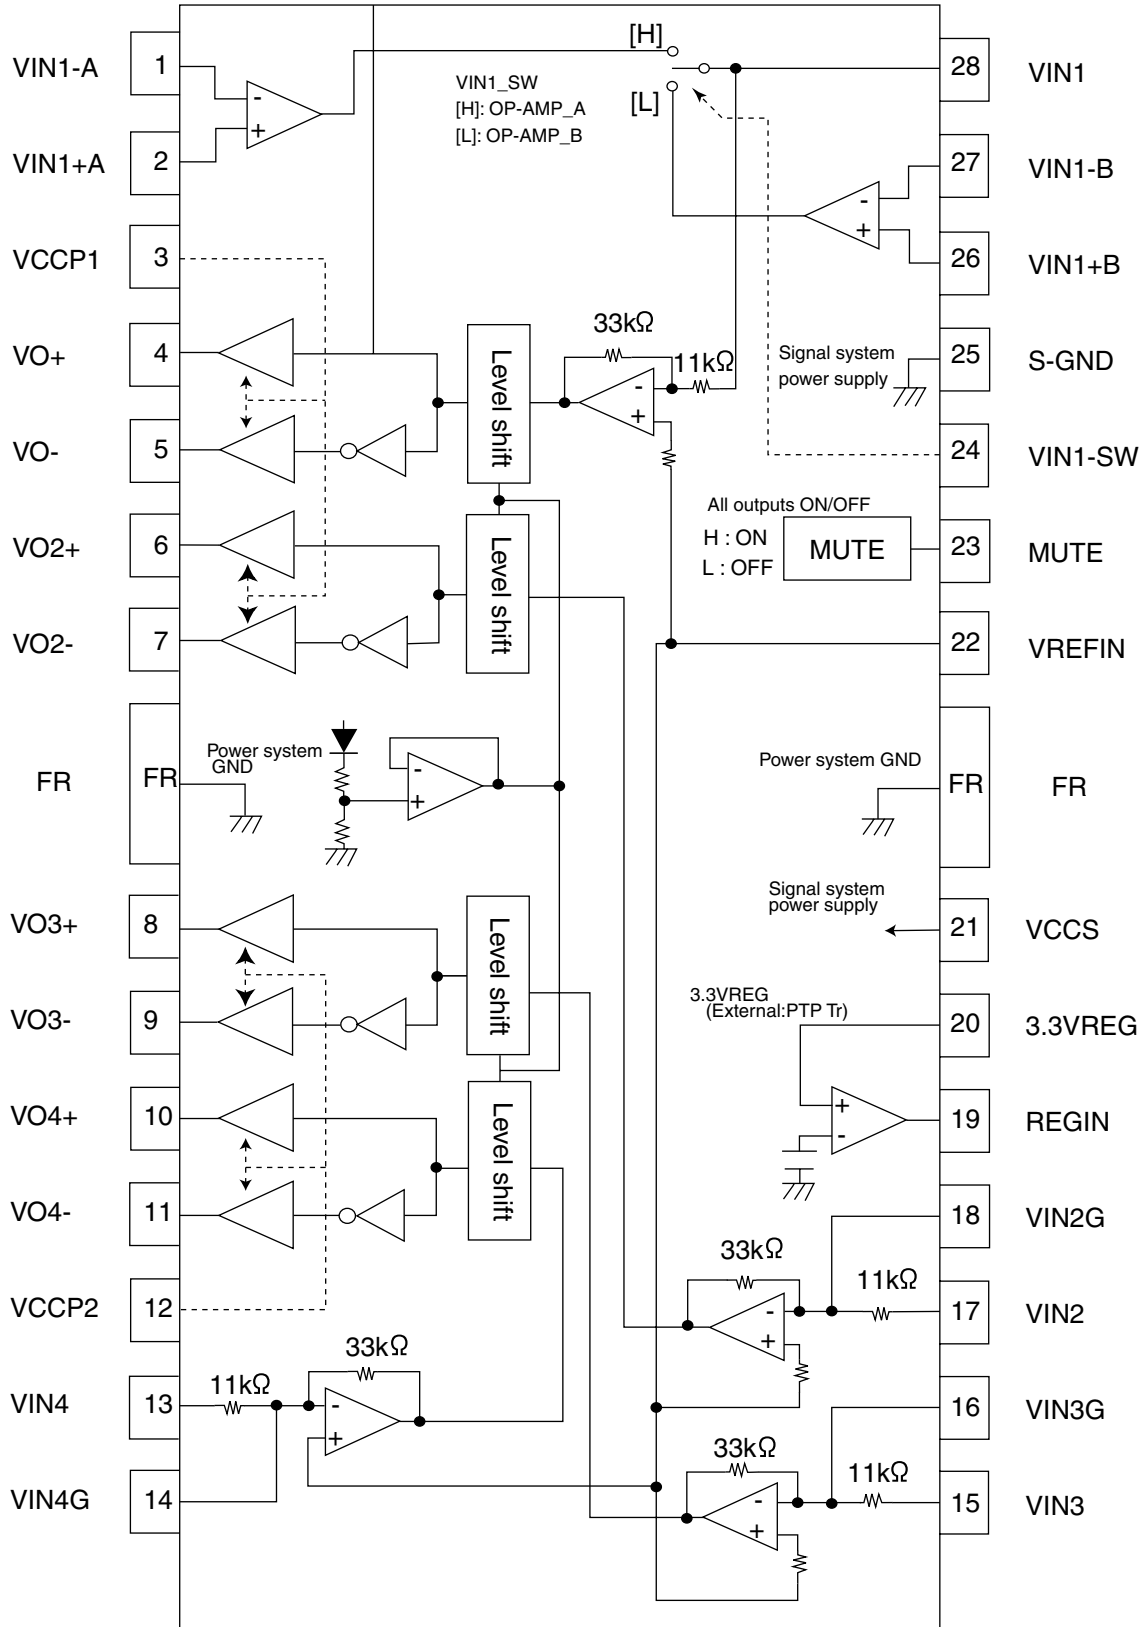 VIN1-A
1
VIN1+A
2
VCCP1
3
VO+
4
VO-
5
VO2+
6
VO2-
7
FR
FR
VO3+
8
VO3-
9
VO4+
10
VO4-
11
VCCP2
12
VIN4
13
VIN4G
14
[H]
VIN1_SW
[H]: OP-AMP_A
[L]: OP-AMP_B
[L]
-
+
-
+
33kΩ
11kΩ
-
+
Level shift
Level shift
Signal system
power supply
All outputs ON/OFF
H : ON
L : OFF
MUTE
Power system
GND
-
+
Power system GND
Level shift
Level shift
Signal system
power supply
3.3VREG
(External:PTP Tr)
+
-
33kΩ
11kΩ
-
+
33kΩ
11kΩ
-
+
33kΩ
11kΩ
-
+
28
VIN1
27
VIN1-B
26
VIN1+B
25
S-GND
24
VIN1-SW
23
MUTE
22
VREFIN
FR
FR
21
VCCS
20
3.3VREG
19
REGIN
18
VIN2G
17
VIN2
16
VIN3G
15
VIN3